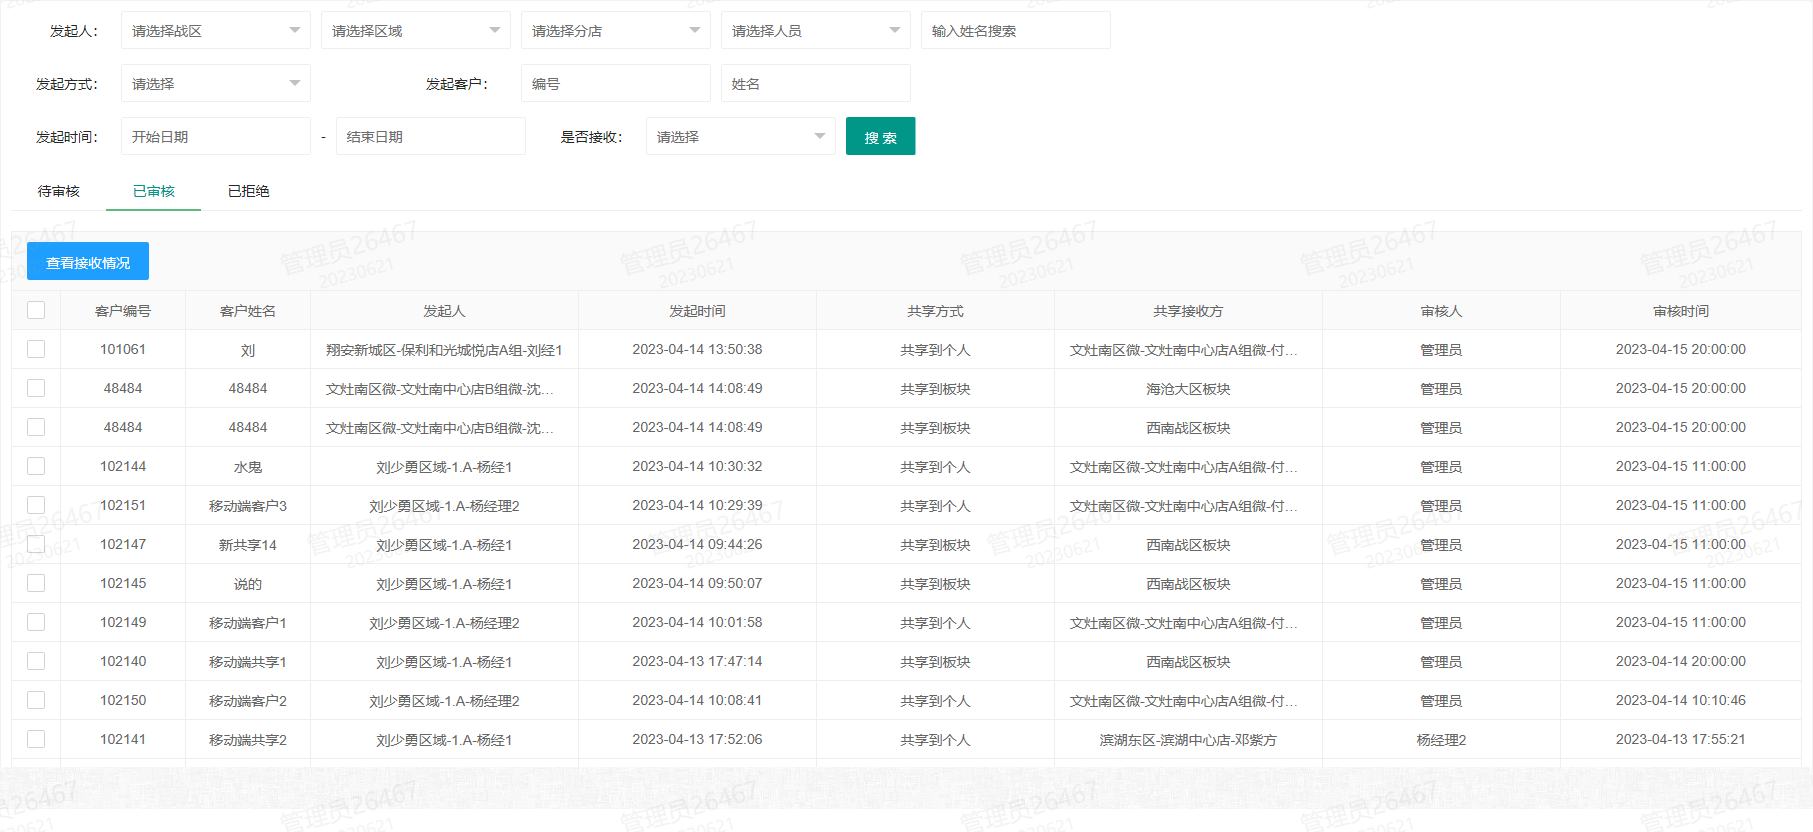 发起人： 请选择战区 请选择区域 请选择分店 请选择人员 输入姓名搜索
发起方式： 请选择 发起客户： 编号 姓名
发起时间： 开始日期 - 结束日期 是否接收： 请选择 搜 索
待审核 已审核 已拒绝
查看接收情况
客户编号 客户姓名 发起人 发起时间 共享方式 共享接收方 审核人 审核时间
101061 刘 翔安新城区-保利和光城悦店A组-刘经1 2023-04-14 13:50:38 共享到个人 文灶南区微-文灶南中心店A组微-付… 管理员 2023-04-15 20:00:00
48484 48484 文灶南区微-文灶南中心店B组微-沈… 2023-04-14 14:08:49 共享到板块 海沧大区板块 管理员 2023-04-15 20:00:00
48484 48484 文灶南区微-文灶南中心店B组微-沈… 2023-04-14 14:08:49 共享到板块 西南战区板块 管理员 2023-04-15 20:00:00
102144 水鬼 刘少勇区域-1.A-杨经1 2023-04-14 10:30:32 共享到个人 文灶南区微-文灶南中心店A组微-付… 管理员 2023-04-15 11:00:00
102151 移动端客户3 刘少勇区域-1.A-杨经理2 2023-04-14 10:29:39 共享到个人 文灶南区微-文灶南中心店A组微-付… 管理员 2023-04-15 11:00:00
102147 新共享14 刘少勇区域-1.A-杨经1 2023-04-14 09:44:26 共享到板块 西南战区板块 管理员 2023-04-15 11:00:00
102145 说的 刘少勇区域-1.A-杨经1 2023-04-14 09:50:07 共享到板块 西南战区板块 管理员 2023-04-15 11:00:00
102149 移动端客户1 刘少勇区域-1.A-杨经理2 2023-04-14 10:01:58 共享到个人 文灶南区微-文灶南中心店A组微-付… 管理员 2023-04-15 11:00:00
102140 移动端共享1 刘少勇区域-1.A-杨经1 2023-04-13 17:47:14 共享到板块 西南战区板块 管理员 2023-04-14 20:00:00
102150 移动端客户2 刘少勇区域-1.A-杨经理2 2023-04-14 10:08:41 共享到个人 文灶南区微-文灶南中心店A组微-付… 管理员 2023-04-14 10:10:46
102141 移动端共享2 刘少勇区域-1.A-杨经1 2023-04-13 17:52:06 共享到个人 滨湖东区-滨湖中心店-邓紫方 杨经理2 2023-04-13 17:55:21
管理员26467
20230621